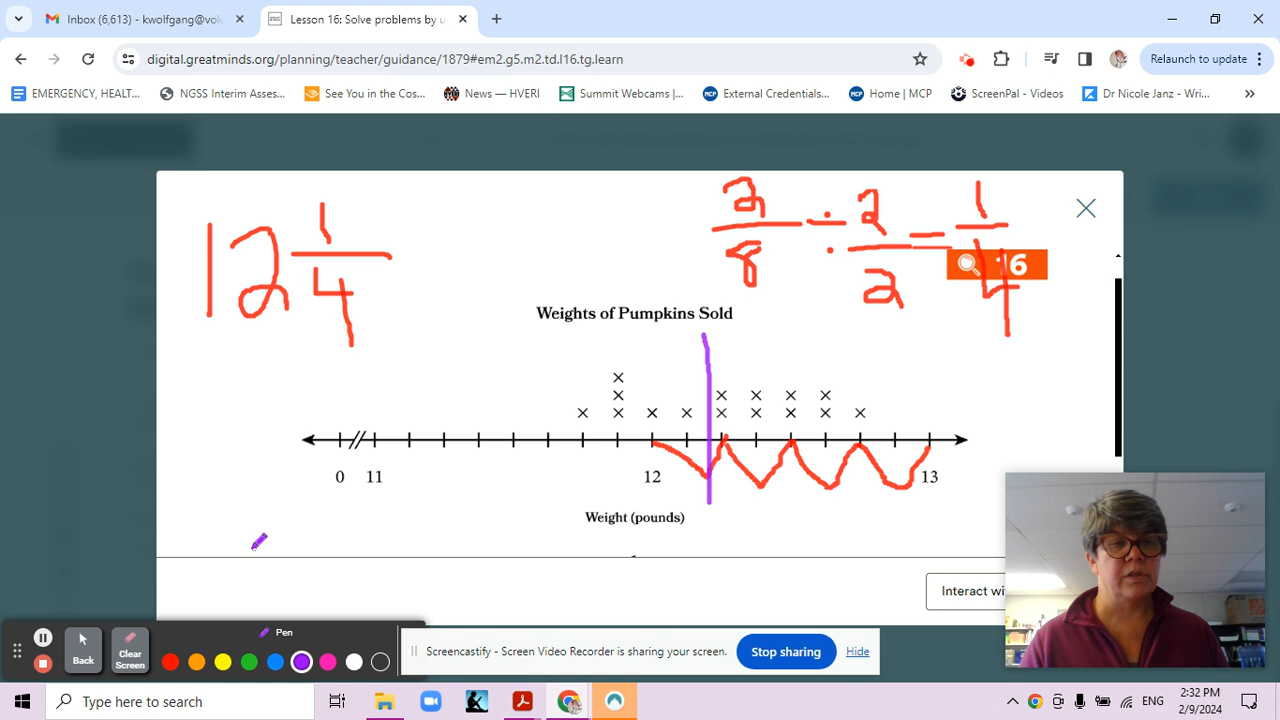 Inbox (6,613) - kwolfgang@volc
Lesson 16: Solve problems by u
digital.greatminds.com/planning/teacher/guidance/1879#em2.g5.m2.td.l16.tg.learn
Relaunch to update
EMERGENCY, HEALT...
NGSS Interim Asses...
See You in the Cos...
News — HVERI
Summit Webcams |...
External Credentials...
Home | MCP
ScreenPal - Videos
Dr Nicole Janz - Wri...
12 1/4
2/8 ÷ 2/2 = 1/4
16
Weights of Pumpkins Sold
0 11 12 13
Weight (pounds)
Interact wi
Pen
Back
Clear Screen
Screencastify - Screen Video Recorder is sharing your screen.
Stop sharing
Hide
Type here to search
ENG
2:32 PM
2/9/2024